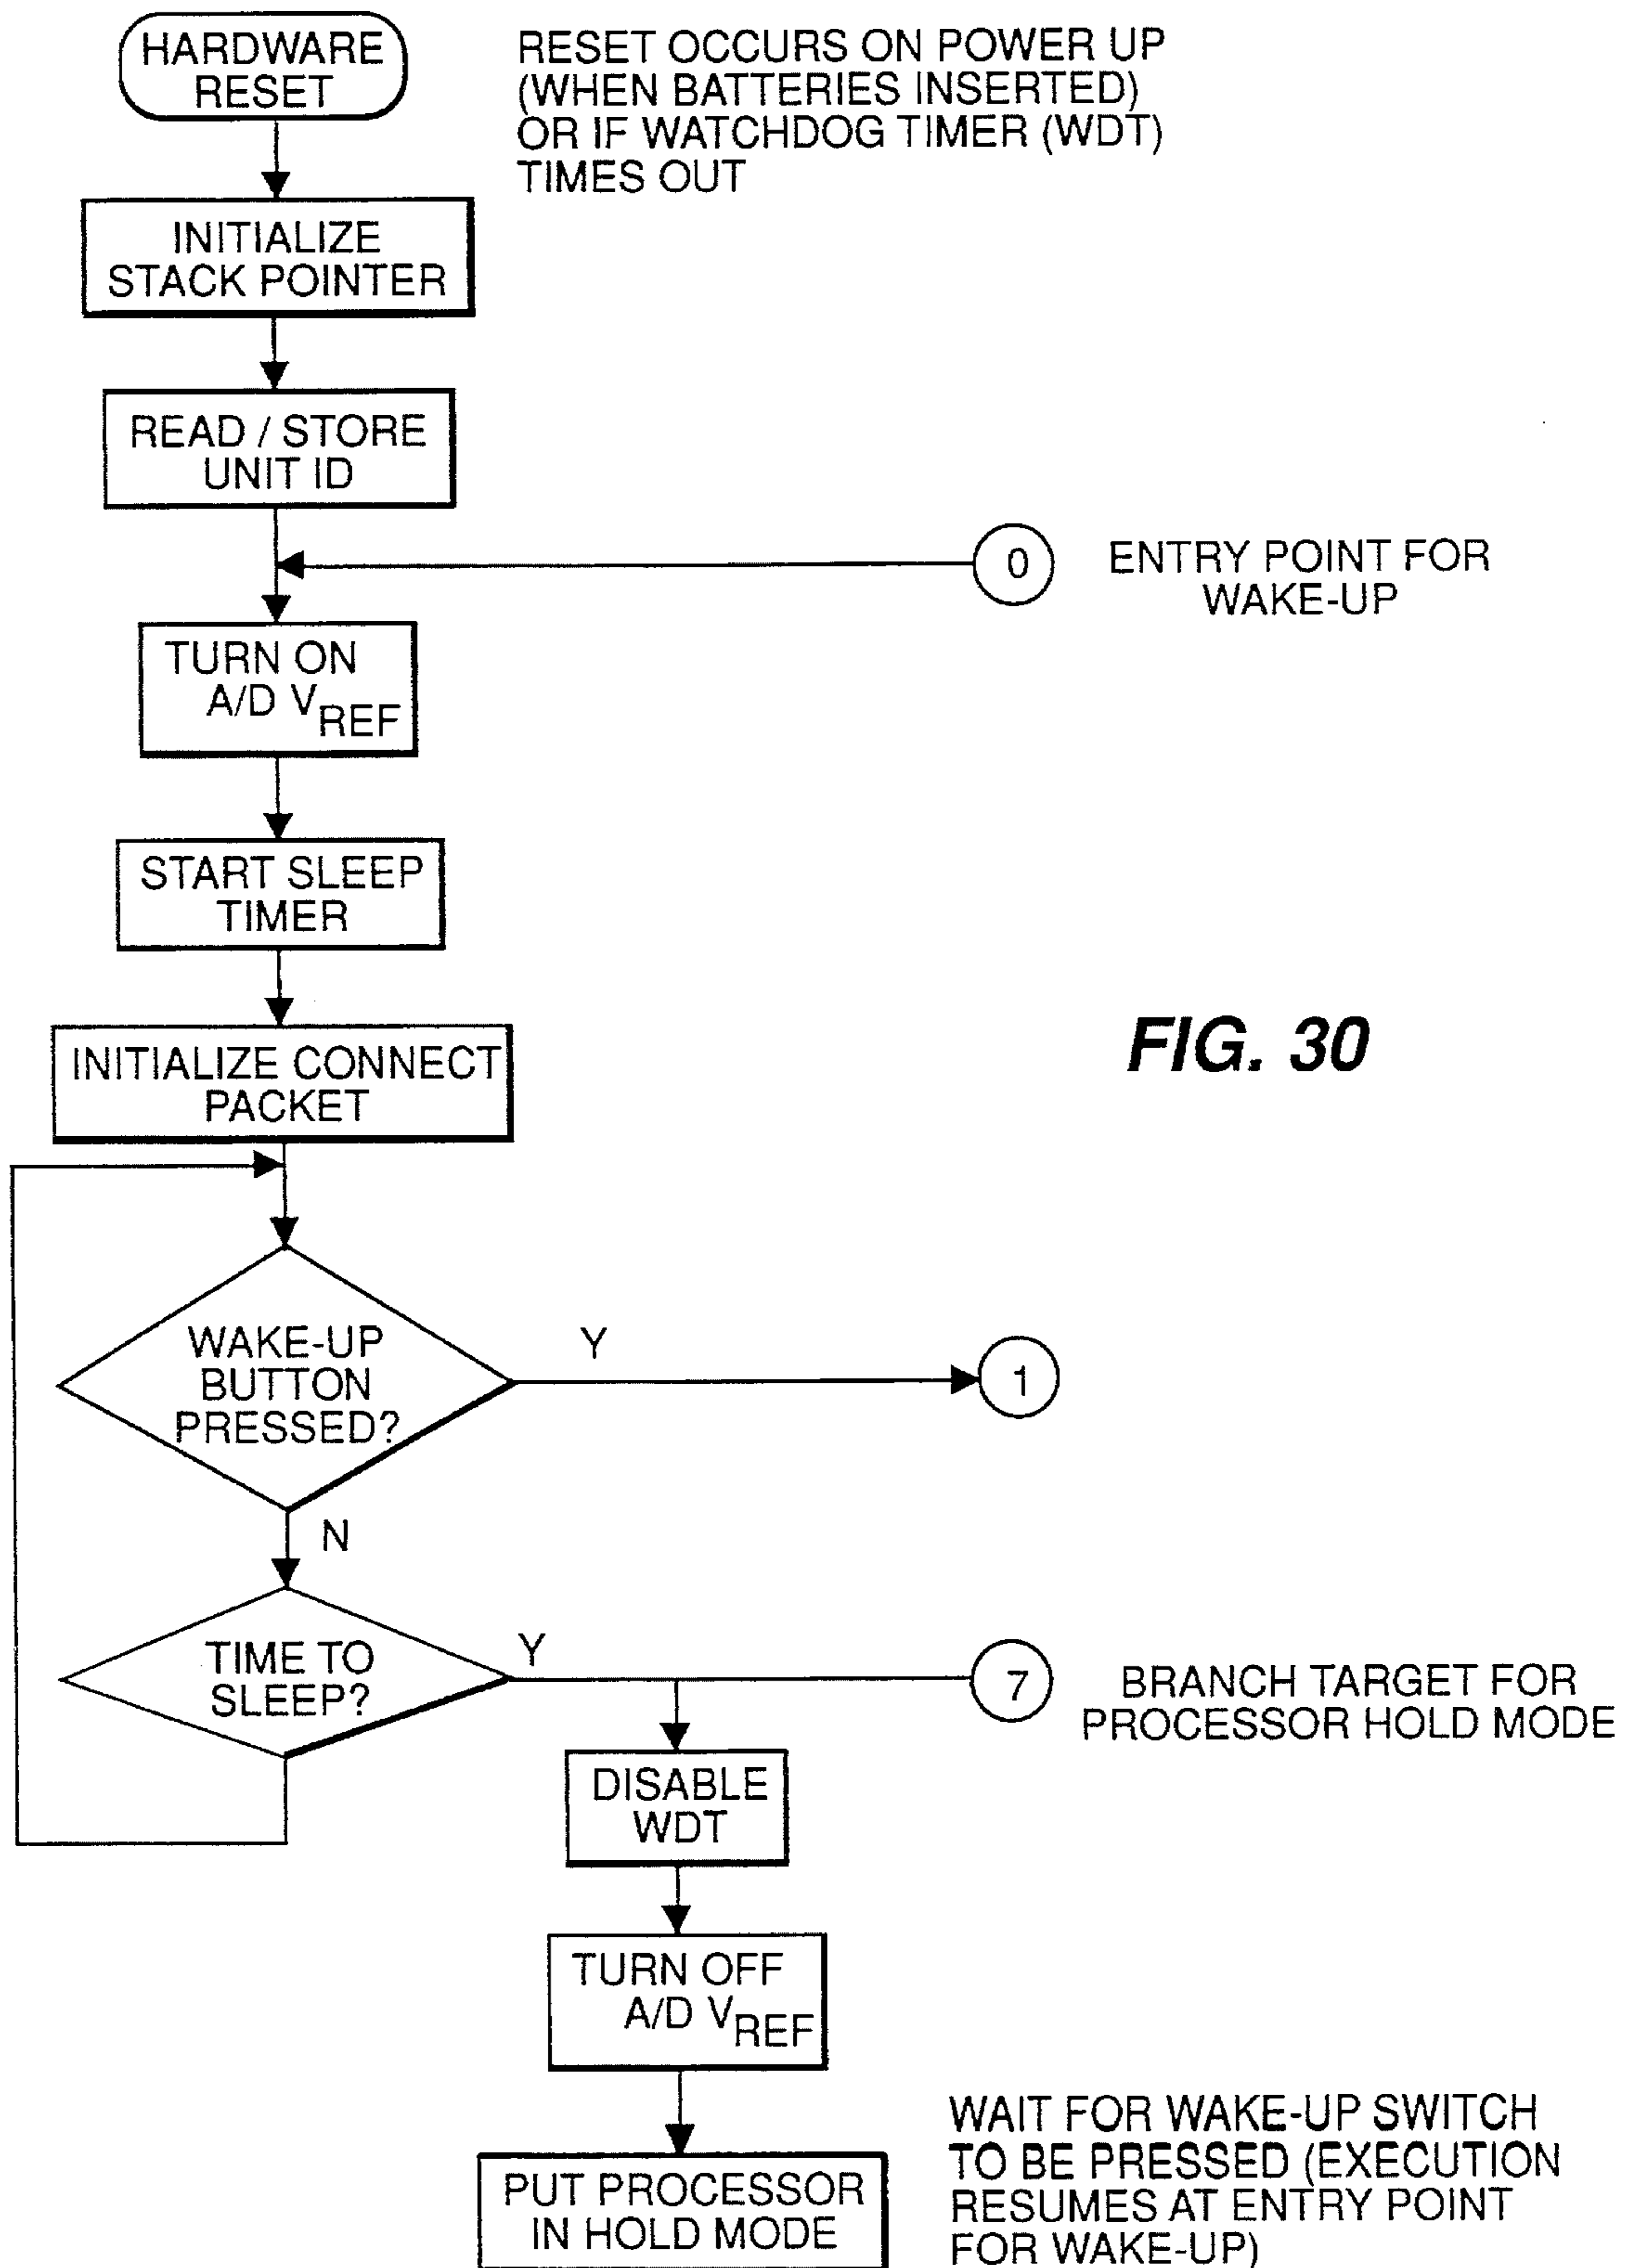 HARDWARE
RESET
RESET OCCURS ON POWER UP
(WHEN BATTERIES INSERTED)
OR IF WATCHDOG TIMER (WDT)
TIMES OUT
INITIALIZE
STACK POINTER
READ / STORE
UNIT ID
0
ENTRY POINT FOR
WAKE-UP
TURN ON
A/D VREF
START SLEEP
TIMER
INITIALIZE CONNECT
PACKET
FIG. 30
WAKE-UP
BUTTON
PRESSED?
Y
1
N
TIME TO
SLEEP?
Y
7
BRANCH TARGET FOR
PROCESSOR HOLD MODE
DISABLE
WDT
TURN OFF
A/D VREF
PUT PROCESSOR
IN HOLD MODE
WAIT FOR WAKE-UP SWITCH
TO BE PRESSED (EXECUTION
RESUMES AT ENTRY POINT
FOR WAKE-UP)